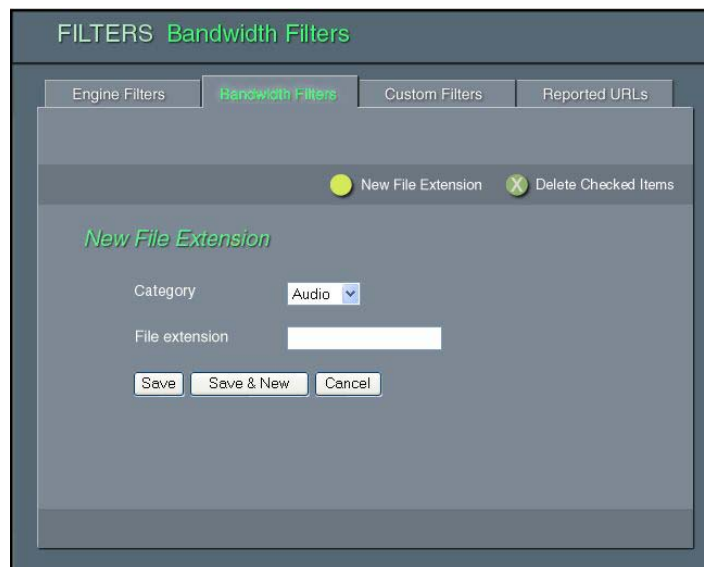 FILTERS Bandwidth Filters
Engine Filters Bandwidth Filters Custom Filters Reported URLs
New File Extension X Delete Checked Items
New File Extension
Category Audio
File extension
Save Save & New Cancel